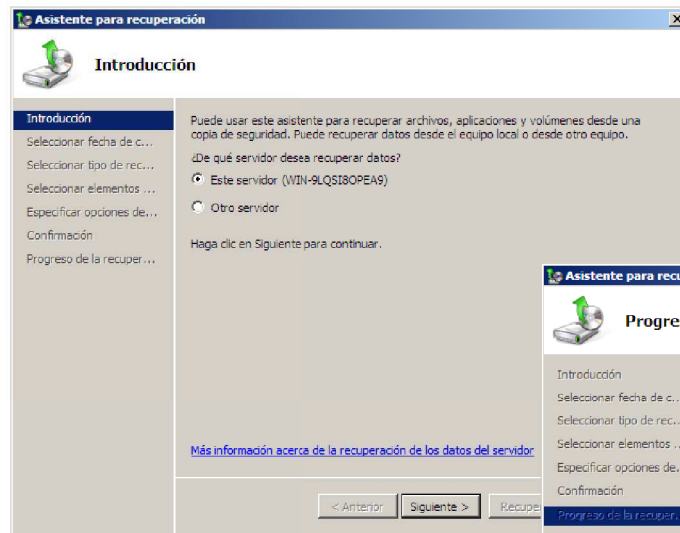 Asistente para recuperación
Introducción
Introducción
Seleccionar fecha de c...
Seleccionar tipo de rec...
Seleccionar elementos ...
Especificar opciones de...
Confirmación
Progreso de la recuper...
Puede usar este asistente para recuperar archivos, aplicaciones y volúmenes desde una
copia de seguridad. Puede recuperar datos desde el equipo local o desde otro equipo.
¿De qué servidor desea recuperar datos?
Este servidor (WIN-9LQSI8OPEA9)
Otro servidor
Haga clic en Siguiente para continuar.
Más información acerca de la recuperación de los datos del servidor
< Anterior
Siguiente >
Recupe
Asistente para recu
Progre
Introducción
Seleccionar fecha de c...
Seleccionar tipo de rec...
Seleccionar elementos ...
Especificar opciones de...
Confirmación
Progreso de la recuper...